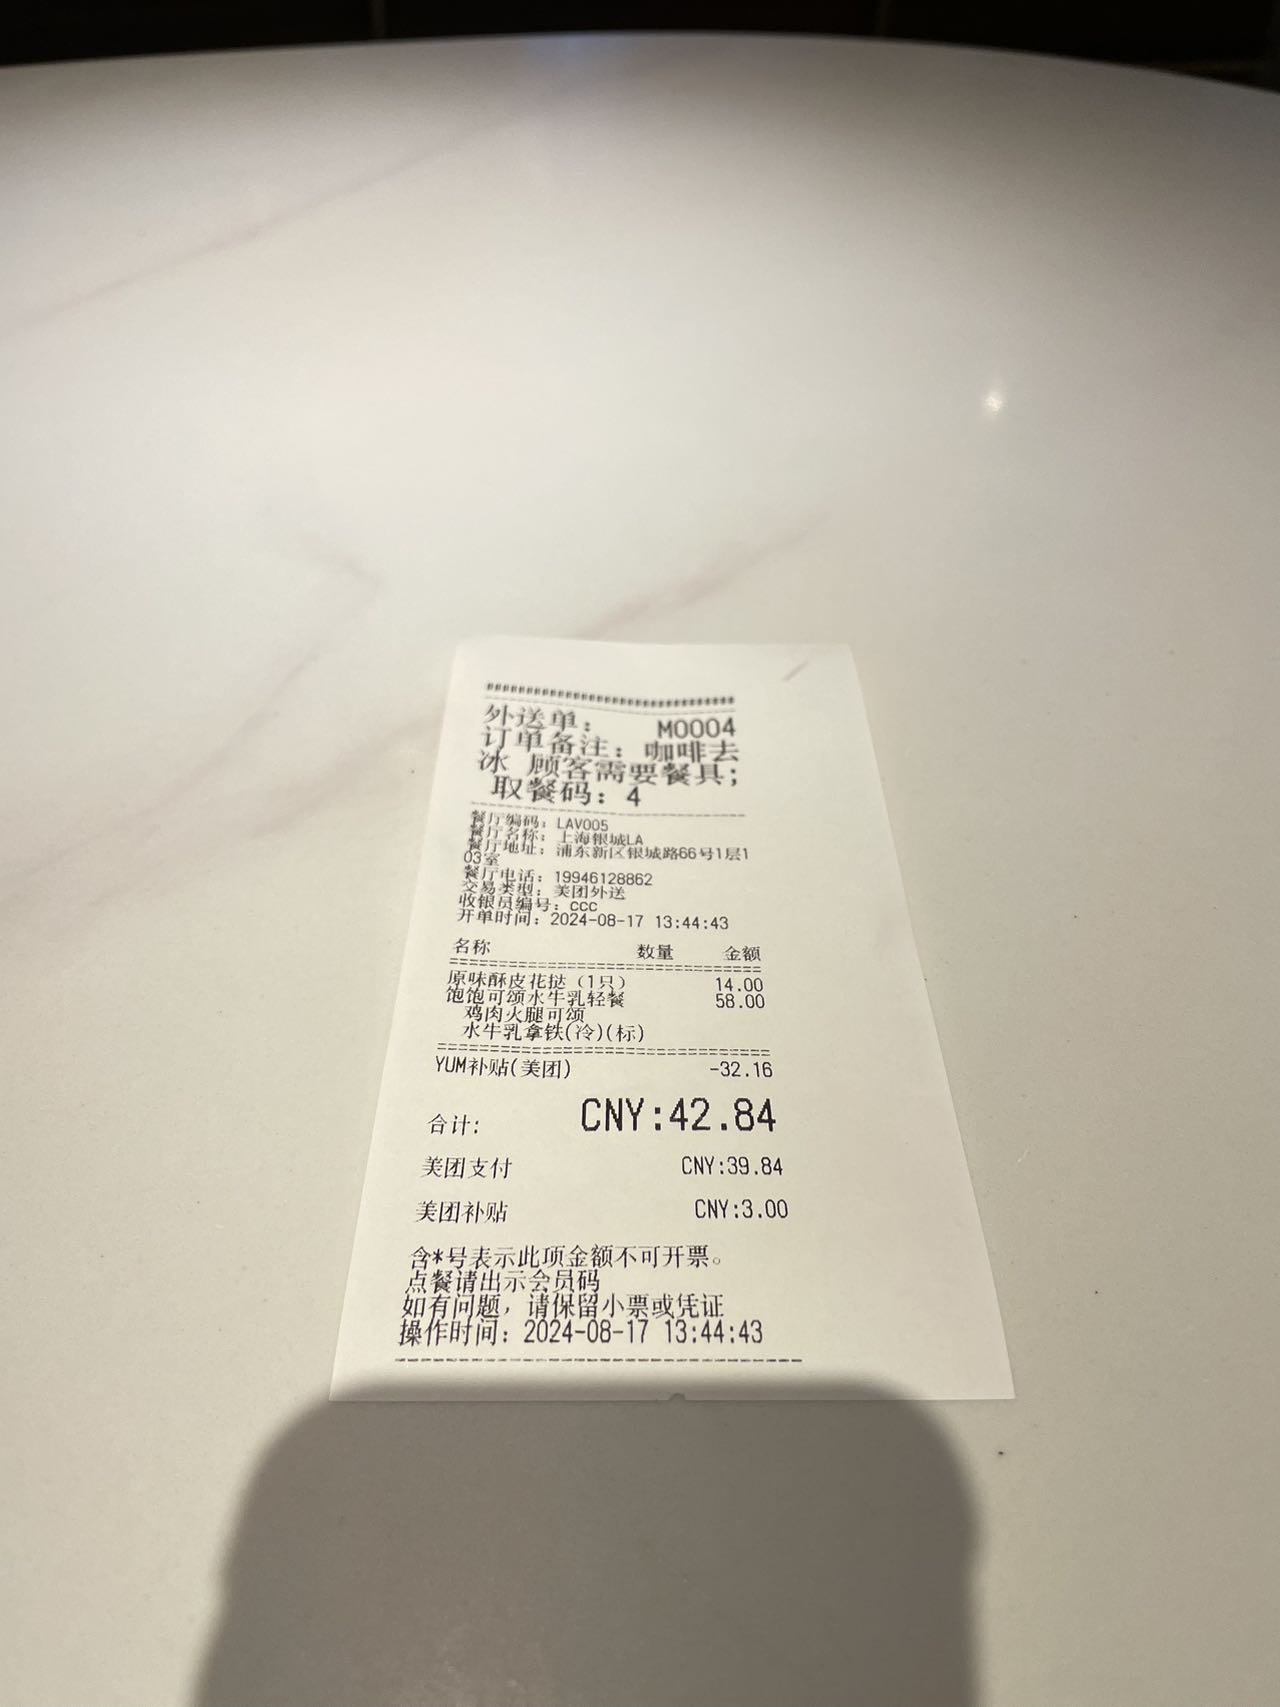 外送单： M0004
订单备注：咖啡去
冰 顾客需要餐具;
取餐码：4
餐厅编码：LAV005
餐厅名称：上海银城LA
餐厅地址：浦东新区银城路66号1层1
03室
餐厅电话：19946128862
交易类型：美团外送
收银员编号：ccc
开单时间：2024-08-17 13:44:43
名称 数量 金额
原味酥皮花挞（1只） 14.00
饱饱可颂水牛乳轻餐 58.00
鸡肉火腿可颂
水牛乳拿铁(冷)(标)
YUM补贴(美团) -32.16
合计: CNY:42.84
美团支付 CNY:39.84
美团补贴 CNY:3.00
含*号表示此项金额不可开票。
点餐请出示会员码
如有问题，请保留小票或凭证
操作时间：2024-08-17 13:44:43